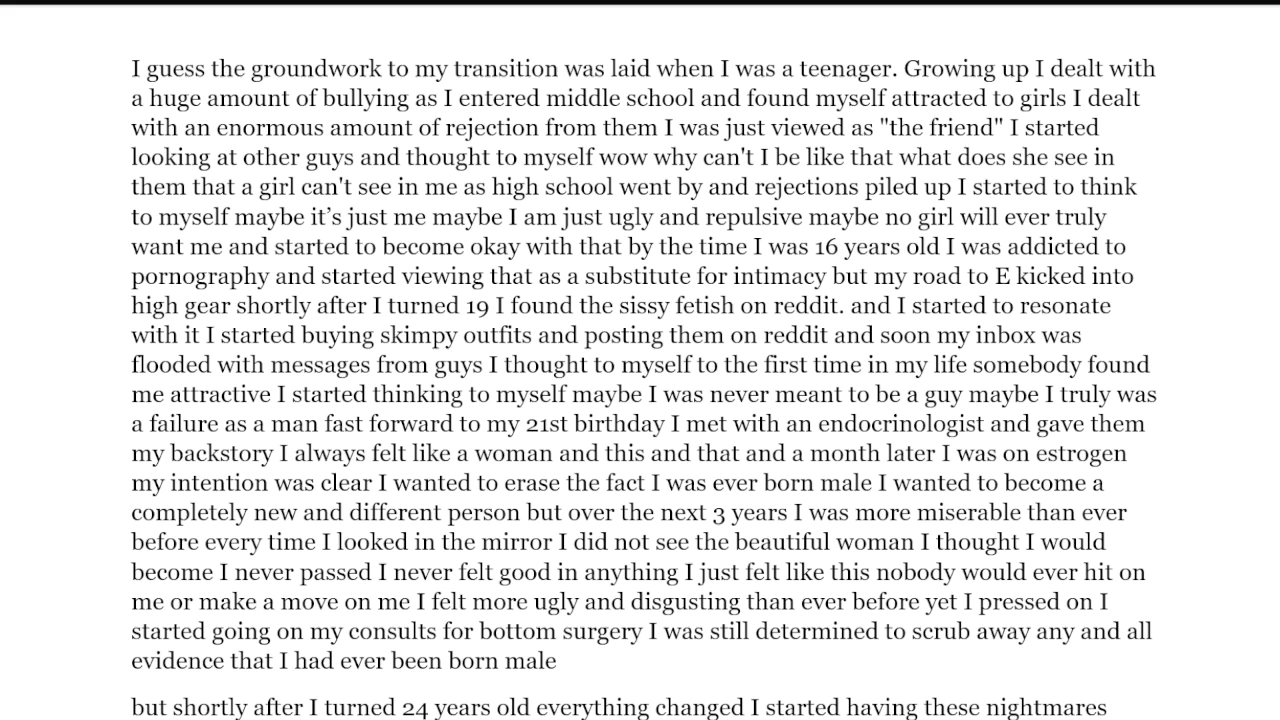 I guess the groundwork to my transition was laid when I was a teenager. Growing up I dealt with
a huge amount of bullying as I entered middle school and found myself attracted to girls I dealt
with an enormous amount of rejection from them I was just viewed as "the friend" I started
looking at other guys and thought to myself wow why can't I be like that what does she see in
them that a girl can't see in me as high school went by and rejections piled up I started to think
to myself maybe it’s just me maybe I am just ugly and repulsive maybe no girl will ever truly
want me and started to become okay with that by the time I was 16 years old I was addicted to
pornography and started viewing that as a substitute for intimacy but my road to E kicked into
high gear shortly after I turned 19 I found the sissy fetish on reddit. and I started to resonate
with it I started buying skimpy outfits and posting them on reddit and soon my inbox was
flooded with messages from guys I thought to myself to the first time in my life somebody found
me attractive I started thinking to myself maybe I was never meant to be a guy maybe I truly was
a failure as a man fast forward to my 21st birthday I met with an endocrinologist and gave them
my backstory I always felt like a woman and this and that and a month later I was on estrogen
my intention was clear I wanted to erase the fact I was ever born male I wanted to become a
completely new and different person but over the next 3 years I was more miserable than ever
before every time I looked in the mirror I did not see the beautiful woman I thought I would
become I never passed I never felt good in anything I just felt like this nobody would ever hit on
me or make a move on me I felt more ugly and disgusting than ever before yet I pressed on I
started going on my consults for bottom surgery I was still determined to scrub away any and all
evidence that I had ever been born male
but shortly after I turned 24 years old everything changed I started having these nightmares